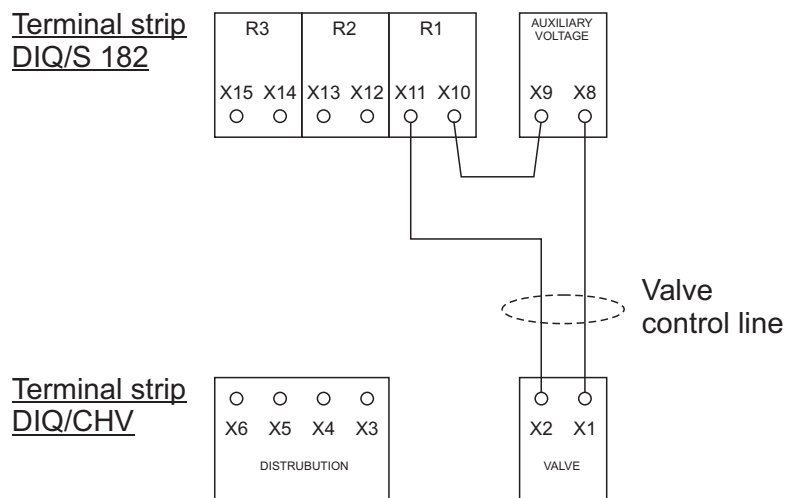 Terminal strip
DIQ/S 182
R3 R2 R1
AUXILIARY
VOLTAGE
X15 X14 X13 X12 X11 X10 X9 X8
Valve
control line
Terminal strip
DIQ/CHV
X6 X5 X4 X3 X2 X1
DISTRUBUTION VALVE